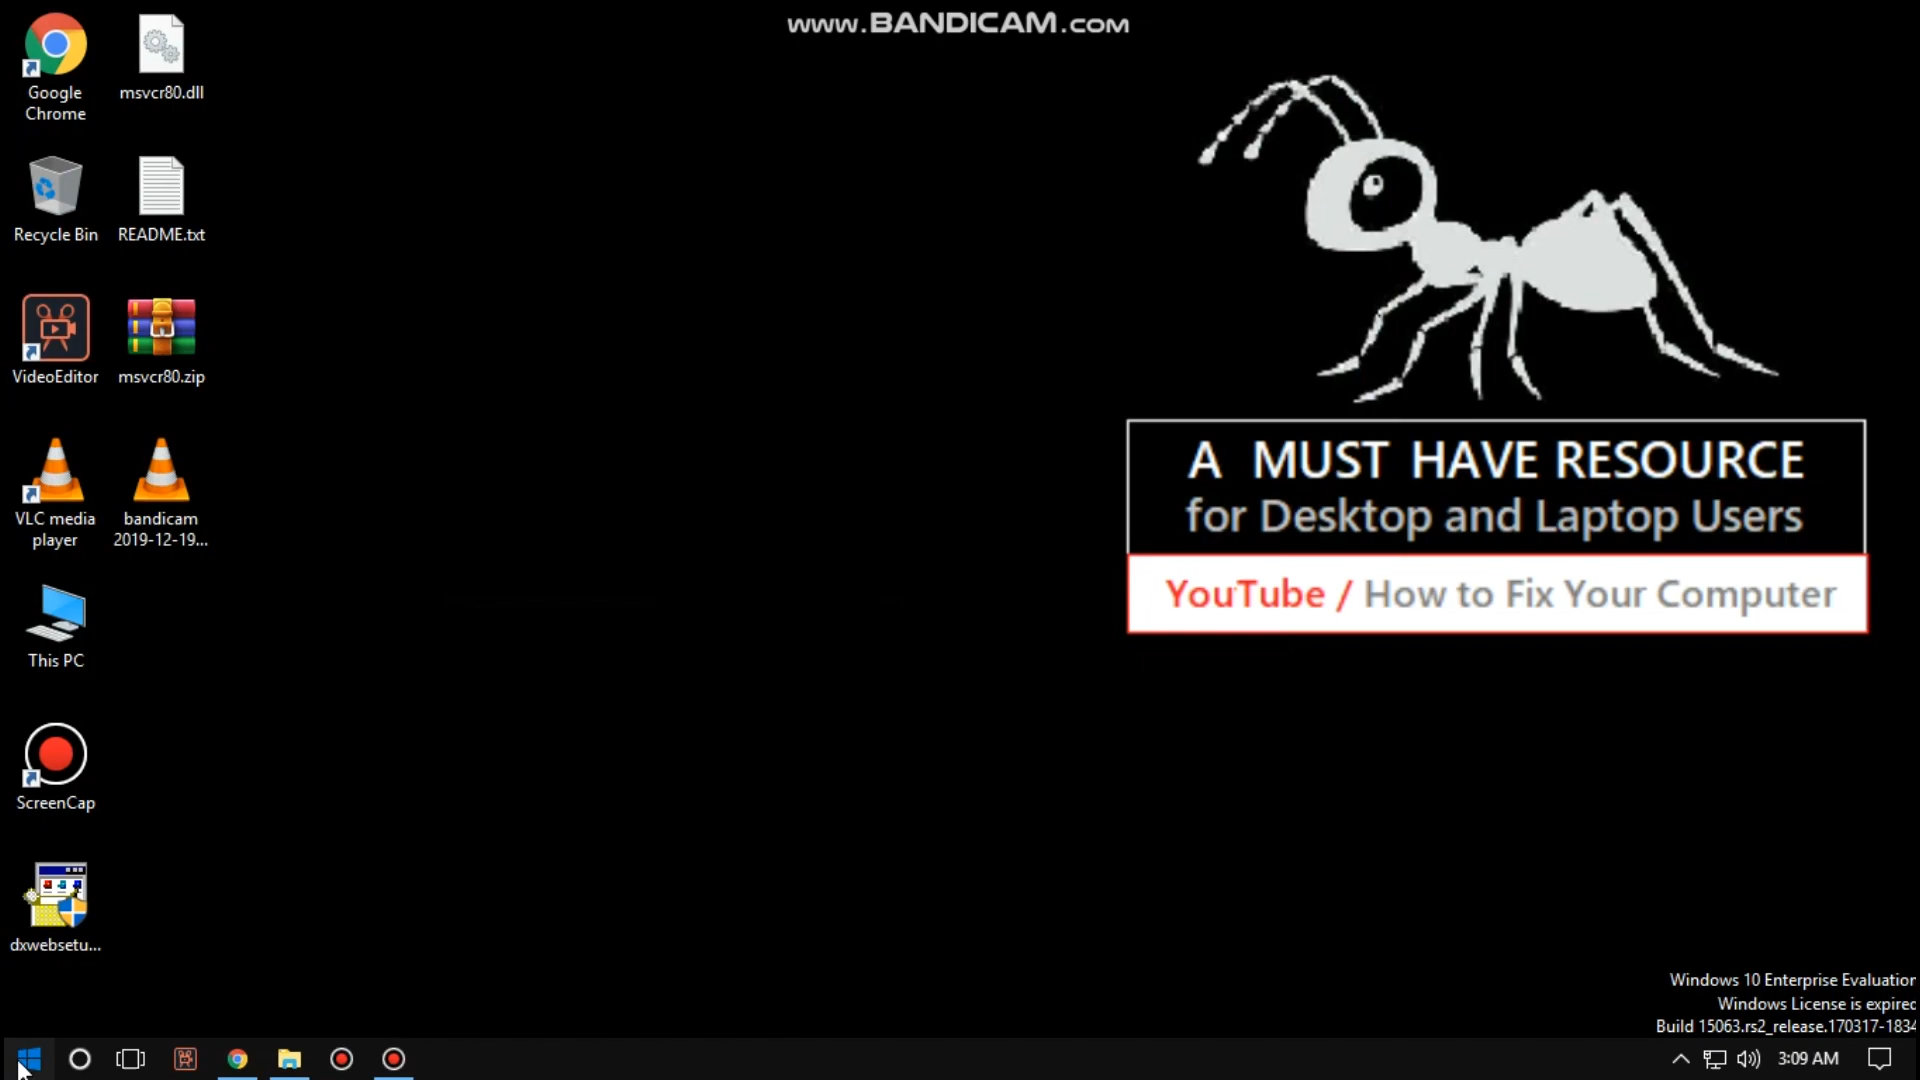 www.BANDICAM.com
Google
Chrome
msvcr80.dll
Recycle Bin
README.txt
VideoEditor
msvcr80.zip
VLC media
player
bandicam
2019-12-19...
This PC
ScreenCap
dxwebsetu...
A MUST HAVE RESOURCE
for Desktop and Laptop Users
YouTube / How to Fix Your Computer
Windows 10 Enterprise Evaluation
Windows License is expired
Build 15063.rs2_release.170317-1834
3:09 AM